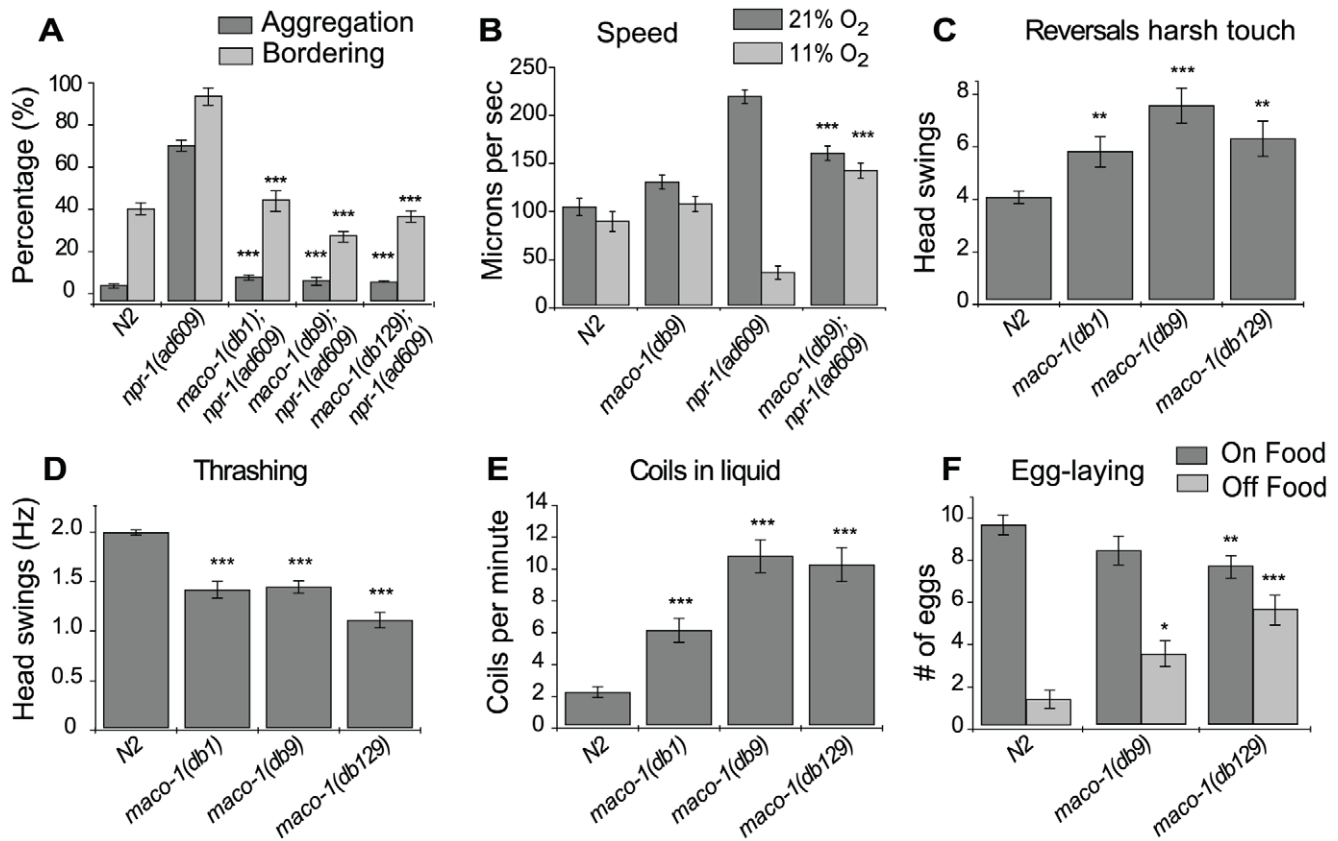 A
Aggregation
Bordering
Percentage (%)
100
80
60
40
20
0
***
***
***
***
***
***
N2
npr-1(ad609)
maco-1(db1);
npr-1(ad609)
maco-1(db9);
npr-1(ad609)
maco-1(db129);
npr-1(ad609)
B
Speed
21% O2
11% O2
Microns per sec
250
200
150
100
50
0
***
***
N2
maco-1(db9)
npr-1(ad609)
maco-1(db9);
npr-1(ad609)
C
Reversals harsh touch
Head swings
8
6
4
2
0
**
***
**
N2
maco-1(db1)
maco-1(db9)
maco-1(db129)
D
Thrashing
Head swings (Hz)
2.0
1.5
1.0
0.5
0
***
***
***
N2
maco-1(db1)
maco-1(db9)
maco-1(db129)
E
Coils in liquid
Coils per minute
14
12
10
8
6
4
2
0
***
***
***
N2
maco-1(db1)
maco-1(db9)
maco-1(db129)
F
Egg-laying
On Food
Off Food
# of eggs
10
8
6
4
2
0
*
**
***
N2
maco-1(db9)
maco-1(db129)